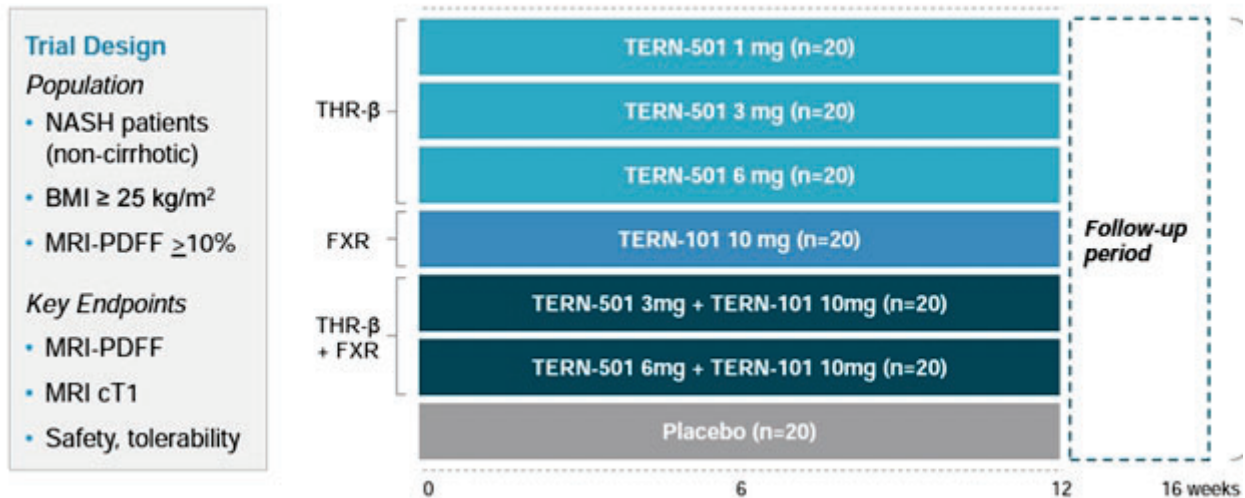 Trial Design
Population
• NASH patients
(non-cirrhotic)
• BMI ≥ 25 kg/m²
• MRI-PDFF ≥10%
Key Endpoints
• MRI-PDFF
• MRI cT1
• Safety, tolerability
THR-β
TERN-501 1 mg (n=20)
TERN-501 3 mg (n=20)
TERN-501 6 mg (n=20)
FXR
TERN-101 10 mg (n=20)
THR-β
+ FXR
TERN-501 3mg + TERN-101 10mg (n=20)
TERN-501 6mg + TERN-101 10mg (n=20)
Placebo (n=20)
Follow-up
period
0 6 12 16 weeks